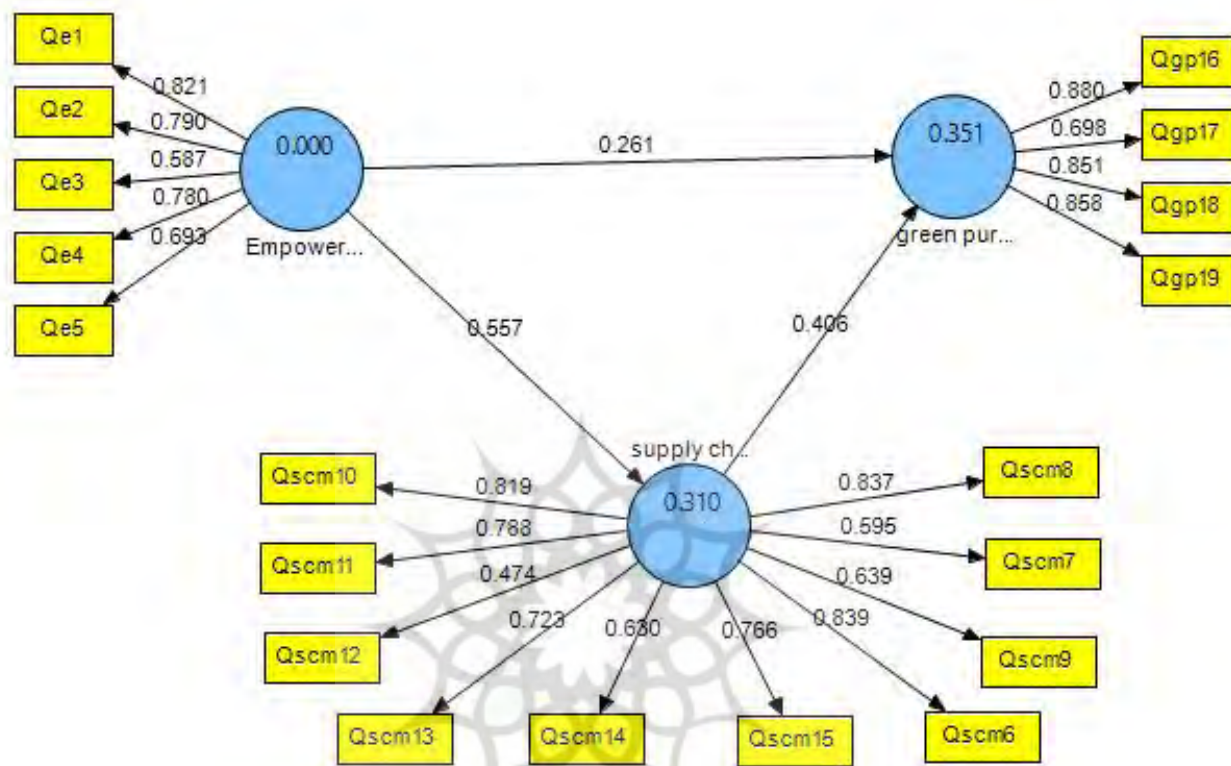 Qe1
0.821
Qe2
0.790
Qe3
0.587
Qe4
0.780
Qe5
0.693
0.000
Empower...
0.261
0.351
green pur...
Qgp16
0.880
Qgp17
0.698
Qgp18
0.851
Qgp19
0.858
0.557
0.406
supply ch...
0.310
Qscm10
0.819
Qscm11
0.788
Qscm12
0.474
Qscm13
0.723
Qscm14
0.630
Qscm15
0.766
Qscm6
0.839
Qscm9
0.639
Qscm7
0.595
Qscm8
0.837